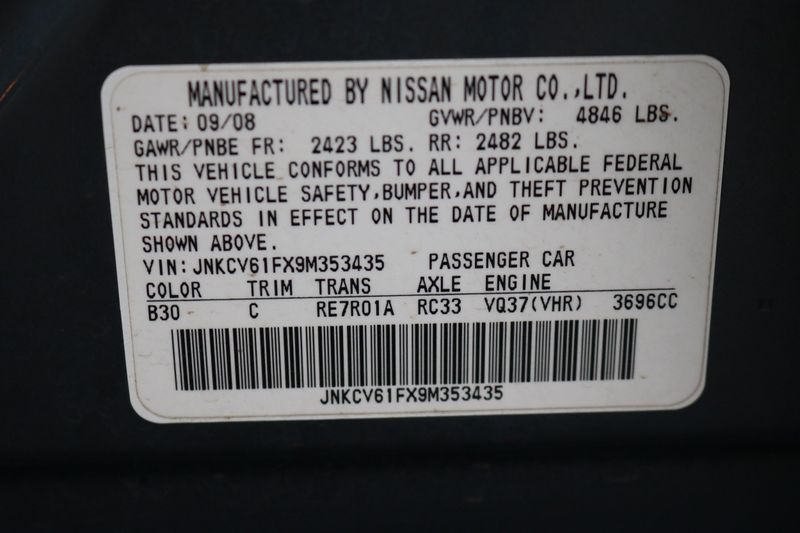 MANUFACTURED BY NISSAN MOTOR CO.,LTD.
DATE: 09/08 GVWR/PNBV: 4846 LBS.
GAWR/PNBE FR: 2423 LBS. RR: 2482 LBS.
THIS VEHICLE CONFORMS TO ALL APPLICABLE FEDERAL
MOTOR VEHICLE SAFETY,BUMPER,AND THEFT PREVENTION
STANDARDS IN EFFECT ON THE DATE OF MANUFACTURE
SHOWN ABOVE.
VIN: JNKCV61FX9M353435 PASSENGER CAR
COLOR TRIM TRANS AXLE ENGINE
B30 C RE7R01A RC33 VQ37(VHR) 3696CC
JNKCV61FX9M353435